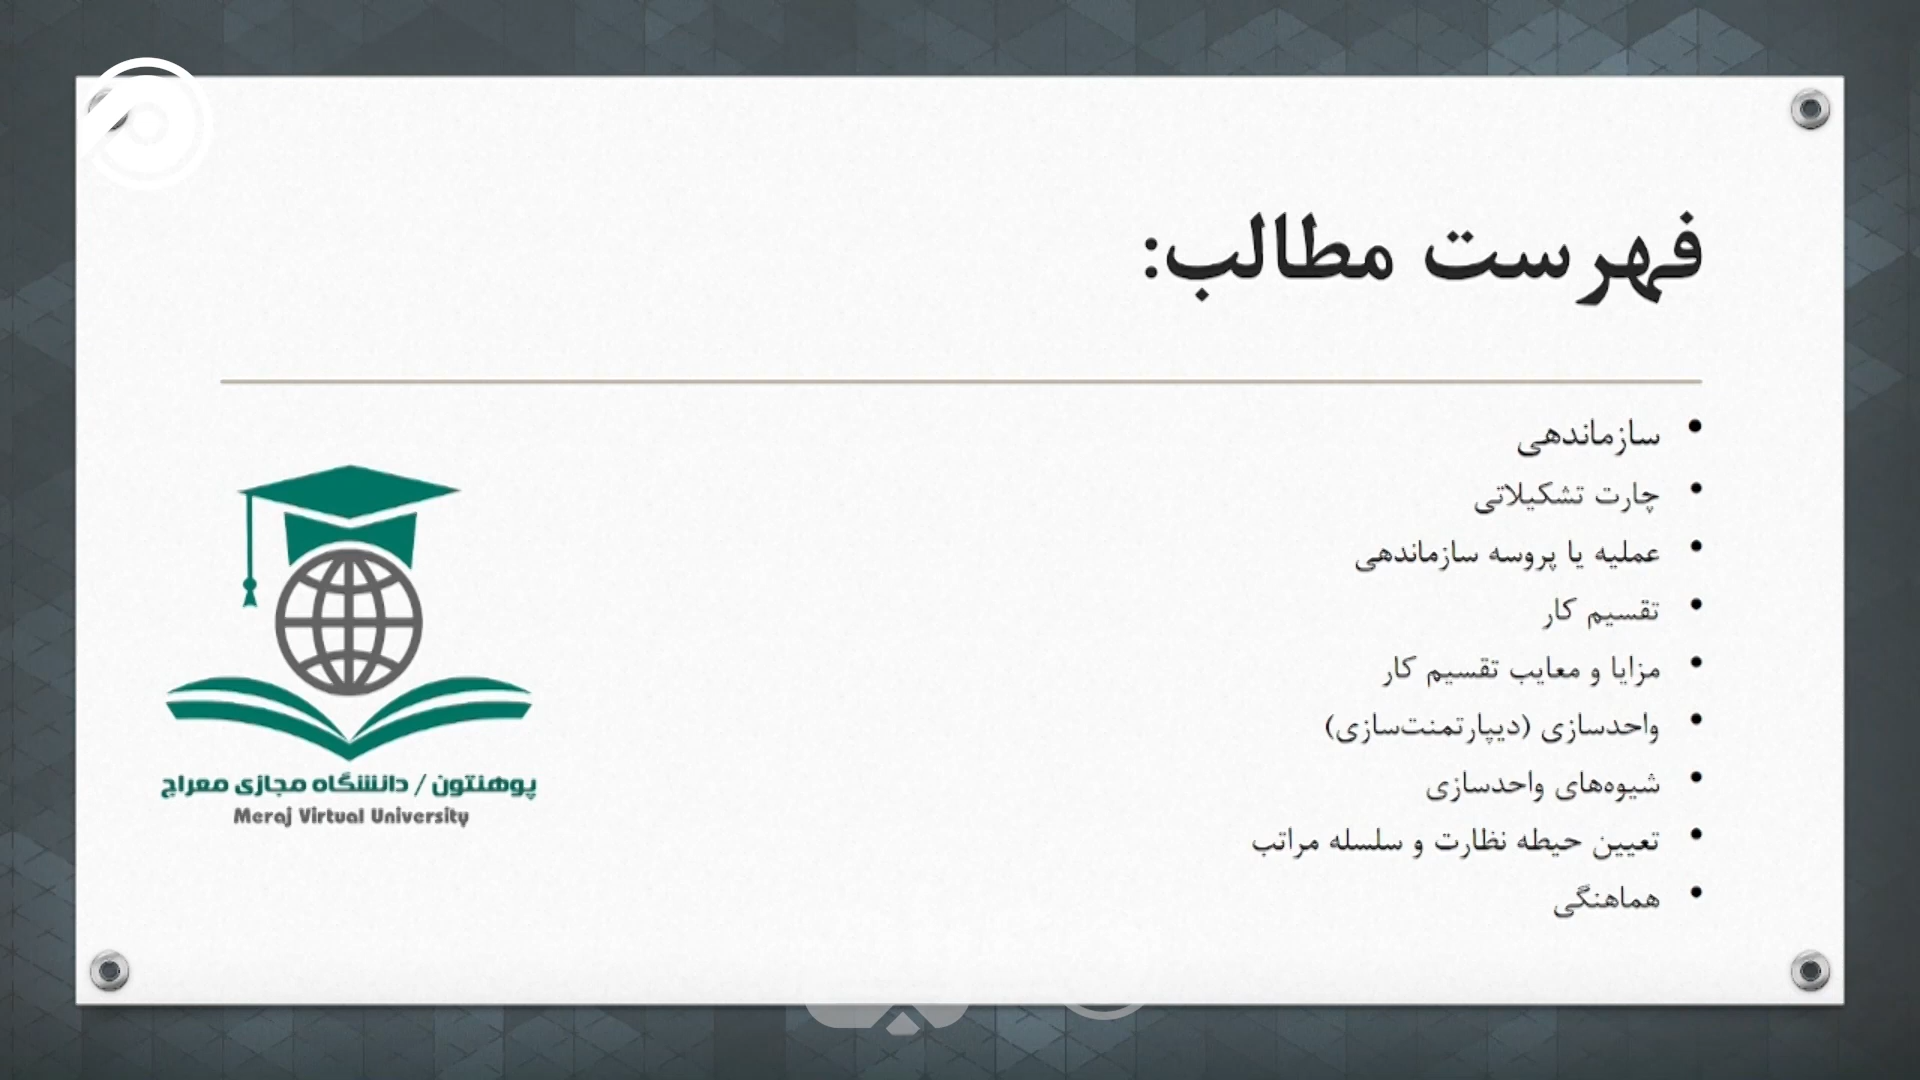 فهرست مطالب:
• سازماندهی
• چارت تشکیلاتی
• عملیه یا پروسه سازماندهی
• تقسیم کار
• مزایا و معایب تقسیم کار
• واحدسازی (دیپارتمنت‌سازی)
• شیوه‌های واحدسازی
• تعیین حیطه نظارت و سلسله مراتب
• هماهنگی
پوهنتون / دانشگاه مجازی معراج
Meraj Virtual University